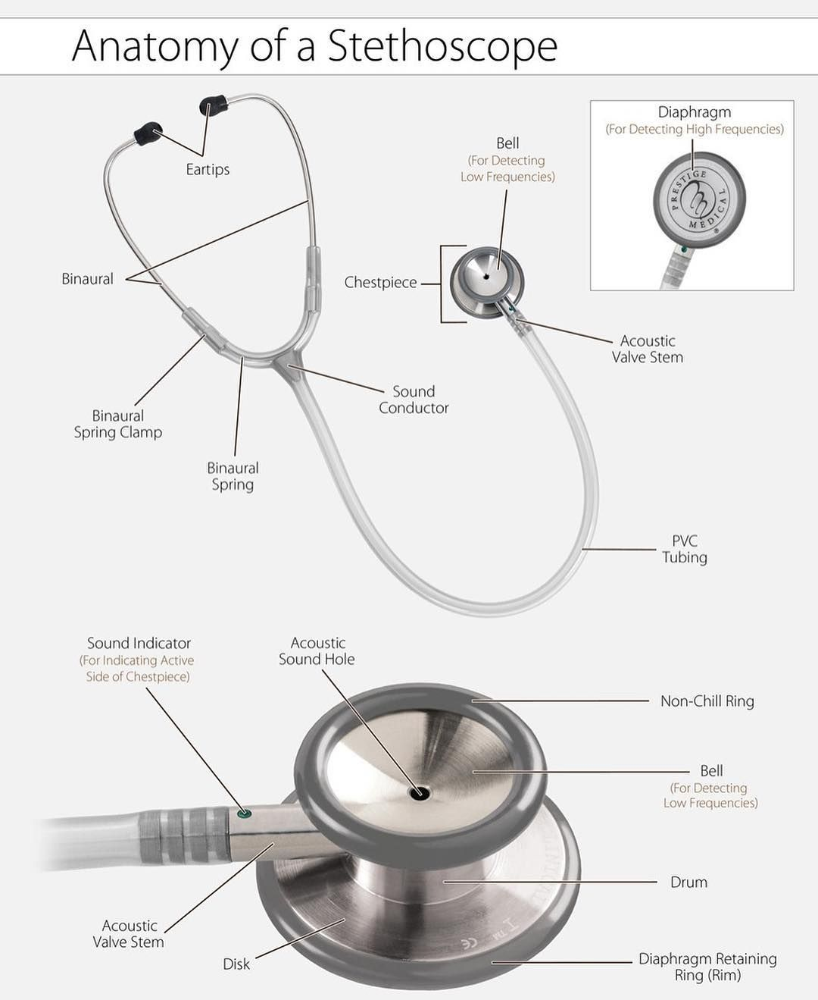 Anatomy of a Stethoscope
Diaphragm
(For Detecting High Frequencies)
PRESTIGE
MEDICAL
®
Bell
(For Detecting
Low Frequencies)
Eartips
Binaural
Chestpiece
Acoustic
Valve Stem
Sound
Conductor
Binaural
Spring Clamp
Binaural
Spring
PVC
Tubing
Sound Indicator
(For Indicating Active
Side of Chestpiece)
Acoustic
Sound Hole
Non-Chill Ring
Bell
(For Detecting
Low Frequencies)
Drum
Acoustic
Valve Stem
Disk
CE
TM
Diaphragm Retaining
Ring (Rim)